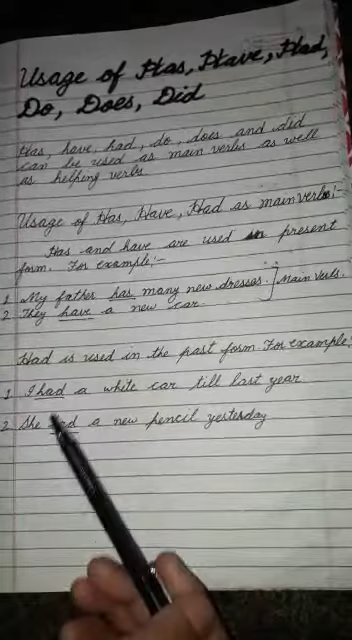 Usage of Has, Have, Had,
Do, Does, Did
Has, have, had, do, does and did
can be used as main verbs as well
as helping verbs
Usage of Has, Have, Had as main verbs:-
Has and have are used in present
form. For example:-
1. My father has many new dresses. ] Main Verbs.
2. They have a new car.
Had is used in the past form. For example:
1 I had a white car till last year
2 She had a new pencil yesterday